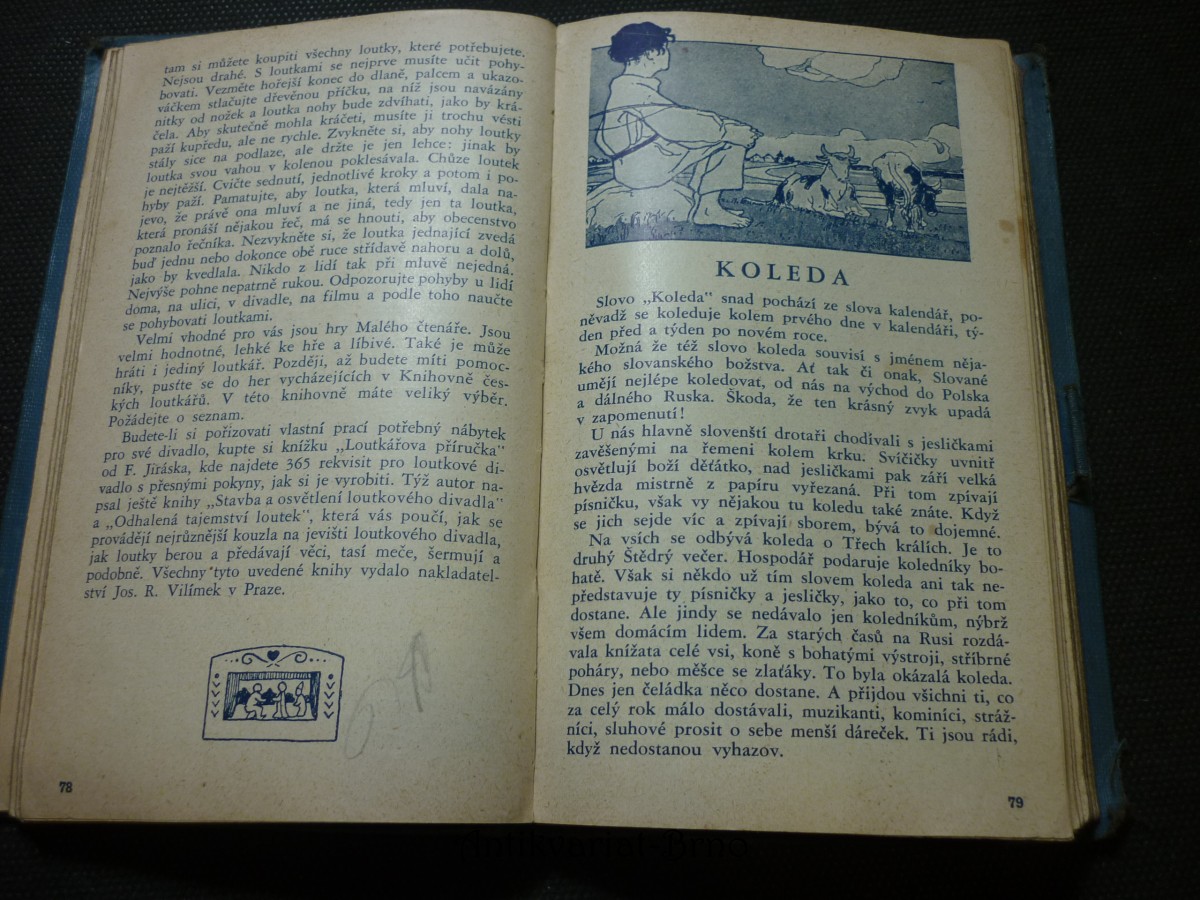 tam si můžete koupiti všechny loutky, které potřebujete.
Nejsou drahé. S loutkami se nejprve musíte učit pohy-
bovati. Vezměte hořejší konec do dlaně, palcem a ukazo-
váčkem stlačujte dřevěnou příčku, na níž jsou navázány
nitky od nožek a loutka nohy bude zdvíhati, jako by krá-
čela. Aby skutečně mohla kráčeti, musíte ji trochu vésti
paží kupředu, ale ne rychle. Zvykněte si, aby nohy loutky
stály sice na podlaze, ale držte je jen lehce: jinak by
loutka svou vahou v kolenou poklesávala. Chůze loutek
je nejtěžší. Cvičte sednutí, jednotlivé kroky a potom i po-
hyby paží. Pamatujte, aby loutka, která mluví, dala na-
jevo, že právě ona mluví a ne jiná, tedy jen ta loutka,
která pronáší nějakou řeč, má se hnouti, aby obecenstvo
poznalo řečníka. Nezvykněte si, že loutka jednající zvedá
buď jednu nebo dokonce obě ruce střídavě nahoru a dolů,
jako by kvedlala. Nikdo z lidí tak při mluvě nejedná.
Nejvýše pohne nepatrně rukou. Odpozorujte pohyby u lidí
doma, na ulici, v divadle, na filmu a podle toho naučte
se pohybovati loutkami.
Velmi vhodné pro vás jsou hry Malého čtenáře. Jsou
velmi hodnotné, lehké ke hře a líbivé. Také je může
hráti i jediný loutkář. Později, až budete míti pomoc-
níky, pusťte se do her vycházejících v Knihovně čes-
kých loutkářů. V této knihovně máte veliký výběr.
Požádejte o seznam.
Budete-li si pořizovati vlastní prací potřebný nábytek
pro své divadlo, kupte si knížku „Loutkářova příručka"
od F. Jiráska, kde najdete 365 rekvisit pro loutkové di-
vadlo s přesnými pokyny, jak si je vyrobiti. Týž autor na-
psal ještě knihy „Stavba a osvětlení loutkového divadla"
a „Odhalená tajemství loutek", která vás poučí, jak se
provádějí nejrůznější kouzla na jevišti loutkového divadla,
jak loutky berou a předávají věci, tasí meče, šermují a
podobně. Všechny tyto uvedené knihy vydalo nakladatel-
ství Jos. R. Vilímek v Praze.
78
KOLEDA
Slovo „Koleda" snad pochází ze slova kalendář, po-
něvadž se koleduje kolem prvého dne v kalendáři, tý-
den před a týden po novém roce.
Možná že též slovo koleda souvisí s jménem něja-
kého slovanského božstva. Ať tak či onak, Slované
umějí nejlépe koledovat, od nás na východ do Polska
a dálného Ruska. Škoda, že ten krásný zvyk upadá
v zapomenutí!
U nás hlavně slovenští drotaři chodívali s jesličkami
zavěšenými na řemeni kolem krku. Svíčičky uvnitř
osvětlují boží děťátko, nad jesličkami pak září velká
hvězda mistrně z papíru vyřezaná. Při tom zpívají
písničku, však vy nějakou tu koledu také znáte. Když
se jich sejde víc a zpívají sborem, bývá to dojemné.
Na vsích se odbývá koleda o Třech králích. Je to
druhý Štědrý večer. Hospodář podaruje koledníky bo-
hatě. Však si někdo už tím slovem koleda ani tak ne-
představuje ty písničky a jesličky, jako to, co při tom
dostane. Ale jindy se nedávalo jen koledníkům, nýbrž
všem domácím lidem. Za starých časů na Rusi rozdá-
vala knížata celé vsi, koně s bohatými výstroji, stříbrné
poháry, nebo měšce se zlaťáky. To byla okázalá koleda.
Dnes jen čeládka něco dostane. A přijdou všichni ti, co
za celý rok málo dostávali, muzikanti, kominíci, stráž-
níci, sluhové prosit o sebe menší dáreček. Ti jsou rádi,
když nedostanou vyhazov.
79
Antikvariat-Brno